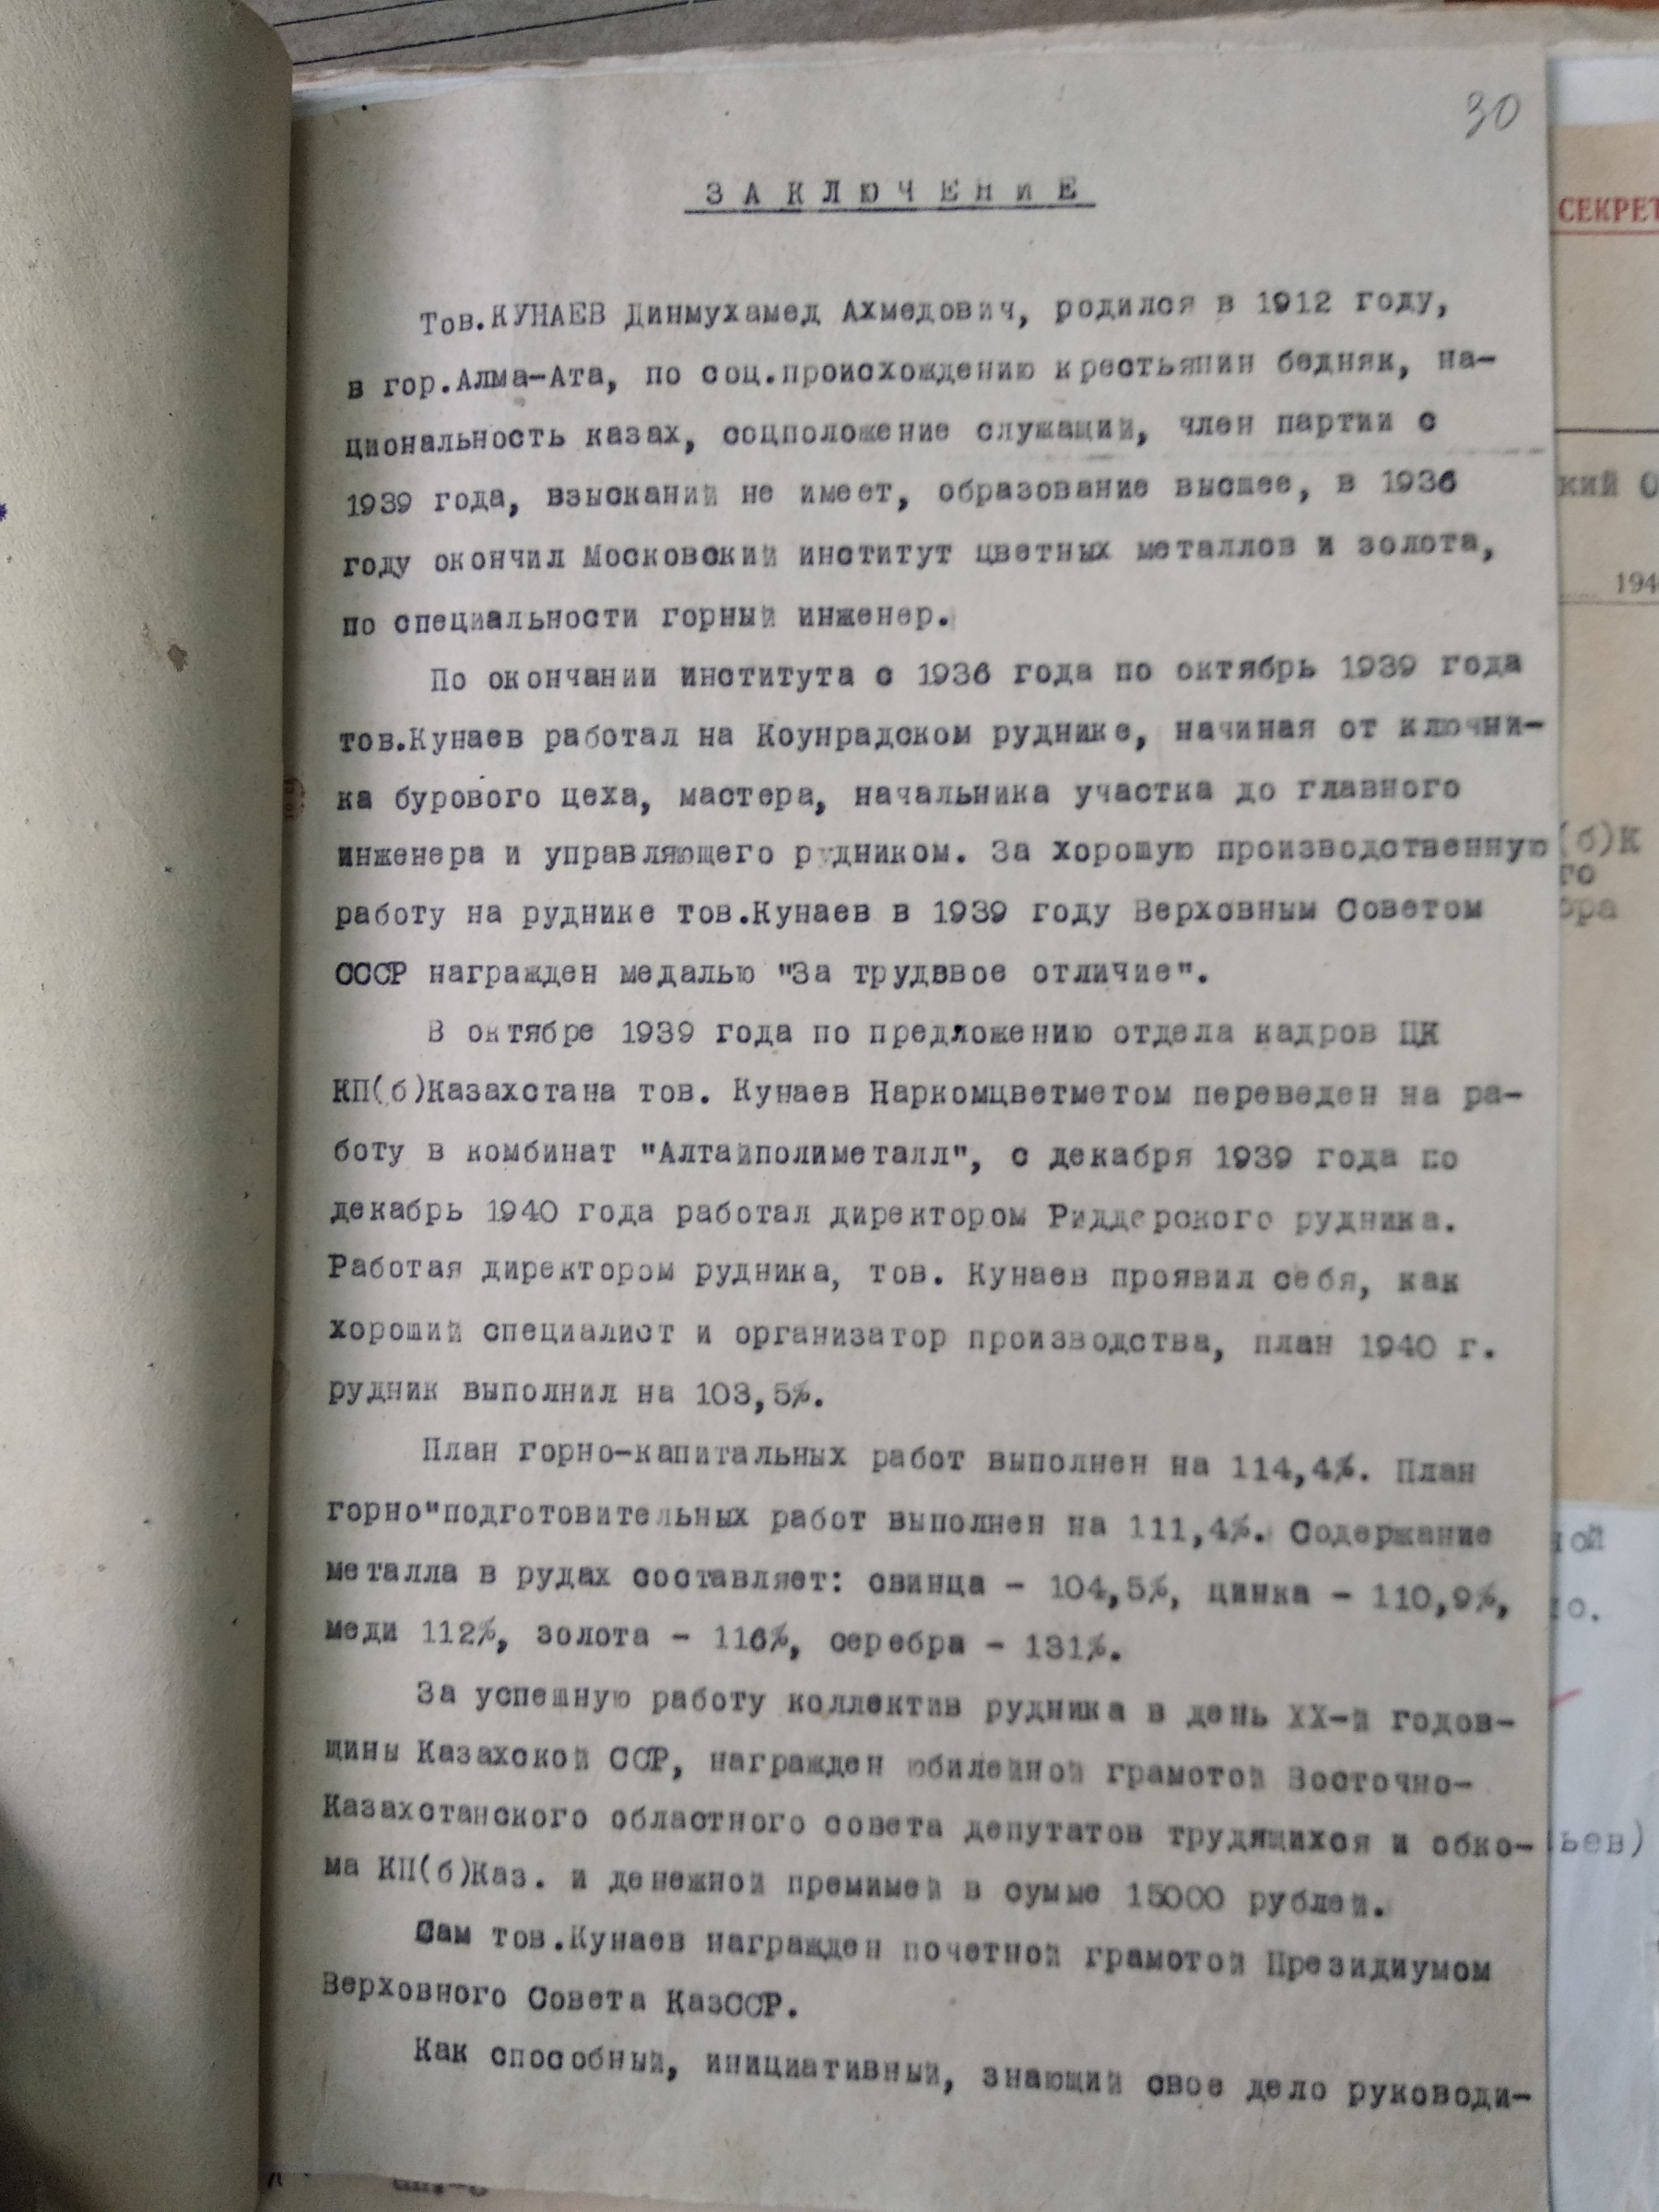 30
ЗАКЛЮЧЕНИЕ
СЕКРЕТ
Тов.КУНАЕВ Динмухамед Ахмедович, родился в 1912 году,
в гор.Алма-Ата, по соц.происхождению крестьянин бедняк, на-
циональность казах, соцположение служащий, член партии с
1939 года, взысканий не имеет, образование высшее, в 1936
году окончил Московский институт цветных металлов и золота,
по специальности горный инженер.
По окончании института с 1936 года по октябрь 1939 года
тов.Кунаев работал на Коунрадском руднике, начиная от ключни-
ка бурового цеха, мастера, начальника участка до главного
инженера и управляющего рудником. За хорошую производственную
работу на руднике тов.Кунаев в 1939 году Верховным Советом
СССР награжден медалью "За трудввое отличие".
В октябре 1939 года по предложению отдела кадров ЦК
КП(б)Казахстана тов. Кунаев Наркомцветметом переведен на ра-
боту в комбинат "Алтайполиметалл", с декабря 1939 года по
декабрь 1940 года работал директором Риддерского рудника.
Работая директором рудника, тов. Кунаев проявил себя, как
хороший специалист и организатор производства, план 1940 г.
рудник выполнил на 103,5%.
План горно-капитальных работ выполнен на 114,4%. План
горно"подготовительных работ выполнен на 111,4%. Содержание
металла в рудах составляет: свинца - 104,5%, цинка - 110,9%,
меди 112%, золота - 116%, серебра - 131%.
За успешную работу коллектив рудника в день ХХ-й годов-
щины Казахской ССР, награжден юбилейной грамотой Восточно-
Казахстанского областного совета депутатов трудящихся и обко-
ма КП(б)Каз. и денежной премимей в сумме 15000 рублей.
Сам тов.Кунаев награжден почетной грамотой Президиумом
Верховного Совета КазССР.
Как способный, инициативный, знающий свое дело руководи-
кий О
194
(б)К
го
ора
ной
ьев)